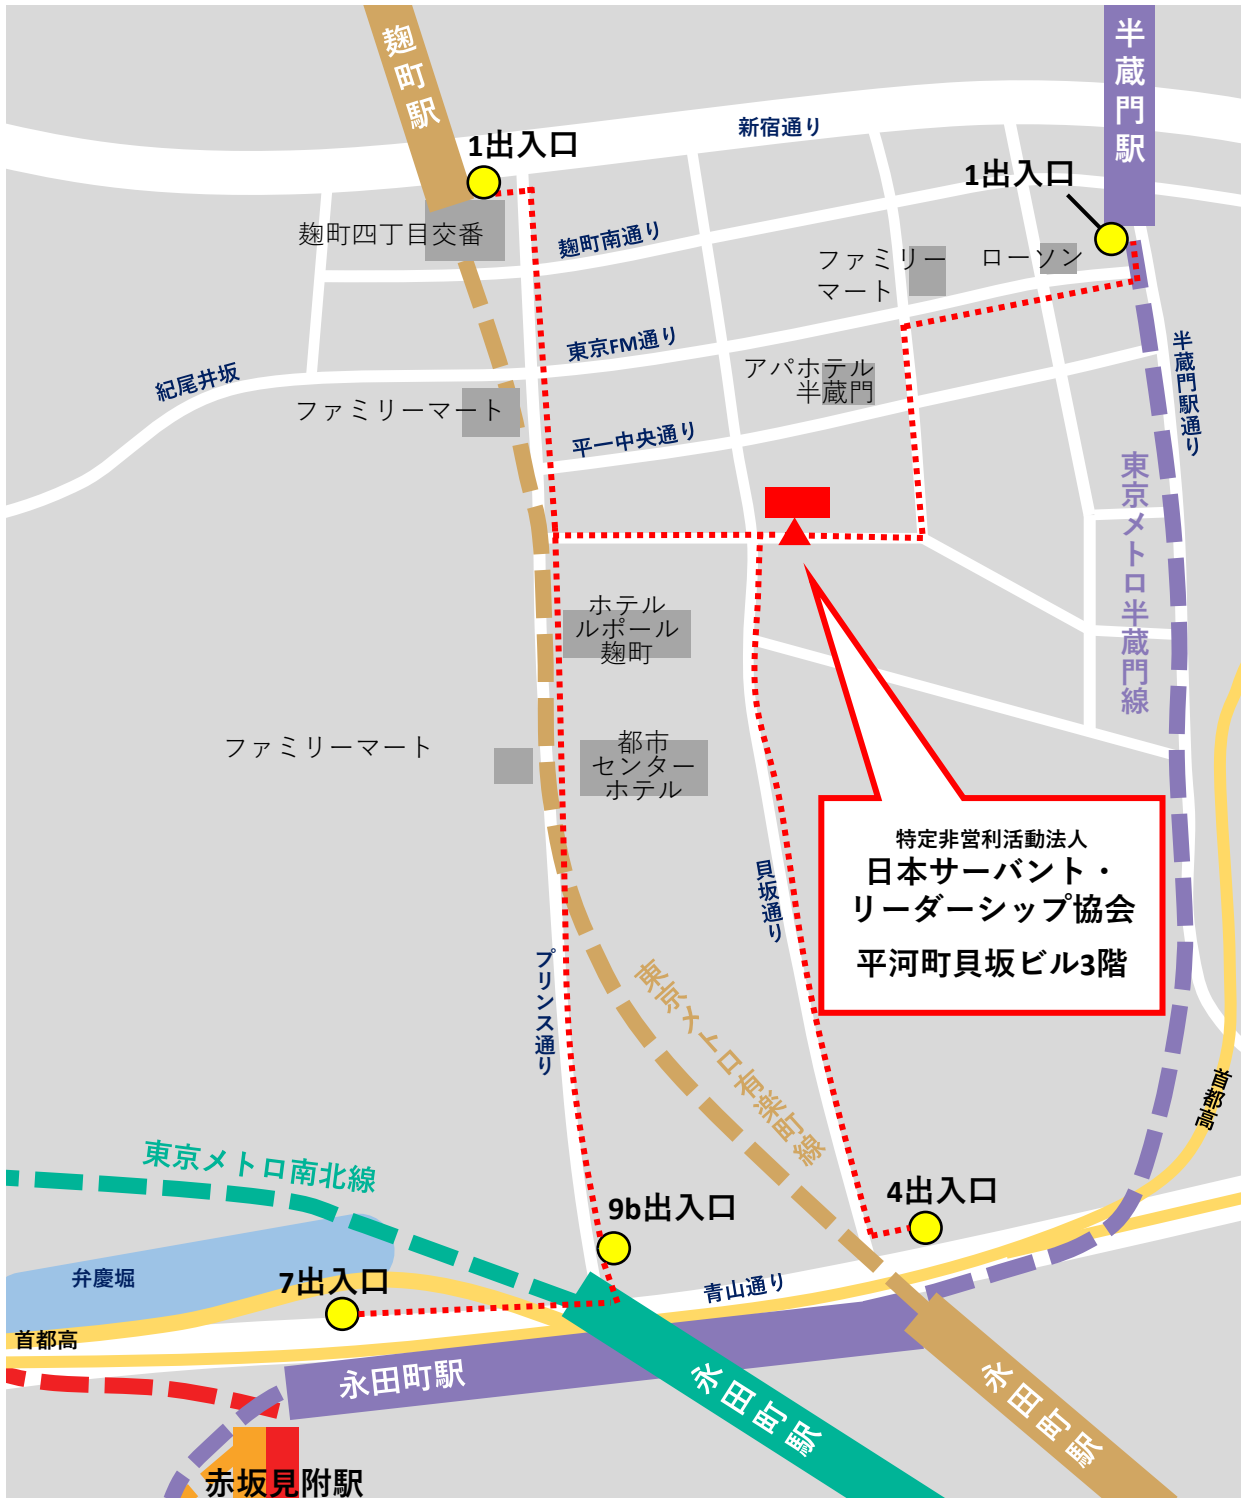 麹町駅
半蔵門駅
新宿通り
1出入口
1出入口
麹町四丁目交番
麹町南通り
ファミリー
マート
ローソン
東京FM通り
アパホテル
半蔵門
半蔵門駅通り
紀尾井坂
ファミリーマート
平一中央通り
東京メトロ半蔵門線
ホテル
ルポール
麹町
ファミリーマート
都市
センター
ホテル
特定非営利活動法人
日本サーバント・
リーダーシップ協会
平河町貝坂ビル3階
貝坂通り
プリンス通り
東京メトロ有楽町線
首都高
東京メトロ南北線
9b出入口
4出入口
弁慶堀
7出入口
青山通り
首都高
永田町駅
永田町駅
永田町駅
赤坂見附駅